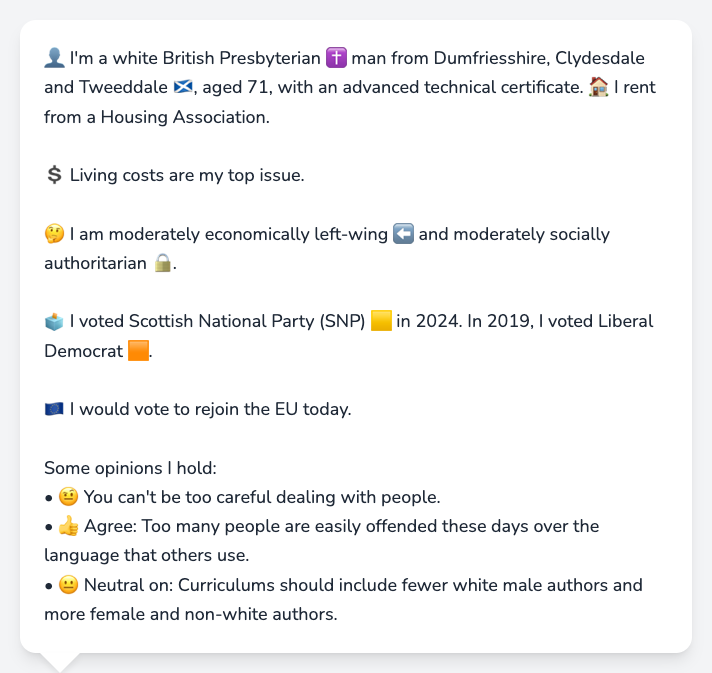 👤 I'm a white British Presbyterian ✝️ man from Dumfriesshire, Clydesdale
and Tweeddale 🏴󠁧󠁢󠁳󠁣󠁴󠁿, aged 71, with an advanced technical certificate. 🏠 I rent
from a Housing Association.
💲 Living costs are my top issue.
🤔 I am moderately economically left-wing ⬅️ and moderately socially
authoritarian 🔒.
🗳️ I voted Scottish National Party (SNP) 🟨 in 2024. In 2019, I voted Liberal
Democrat 🟧.
🇪🇺 I would vote to rejoin the EU today.
Some opinions I hold:
• 🤨 You can't be too careful dealing with people.
• 👍 Agree: Too many people are easily offended these days over the
language that others use.
• 😐 Neutral on: Curriculums should include fewer white male authors and
more female and non-white authors.